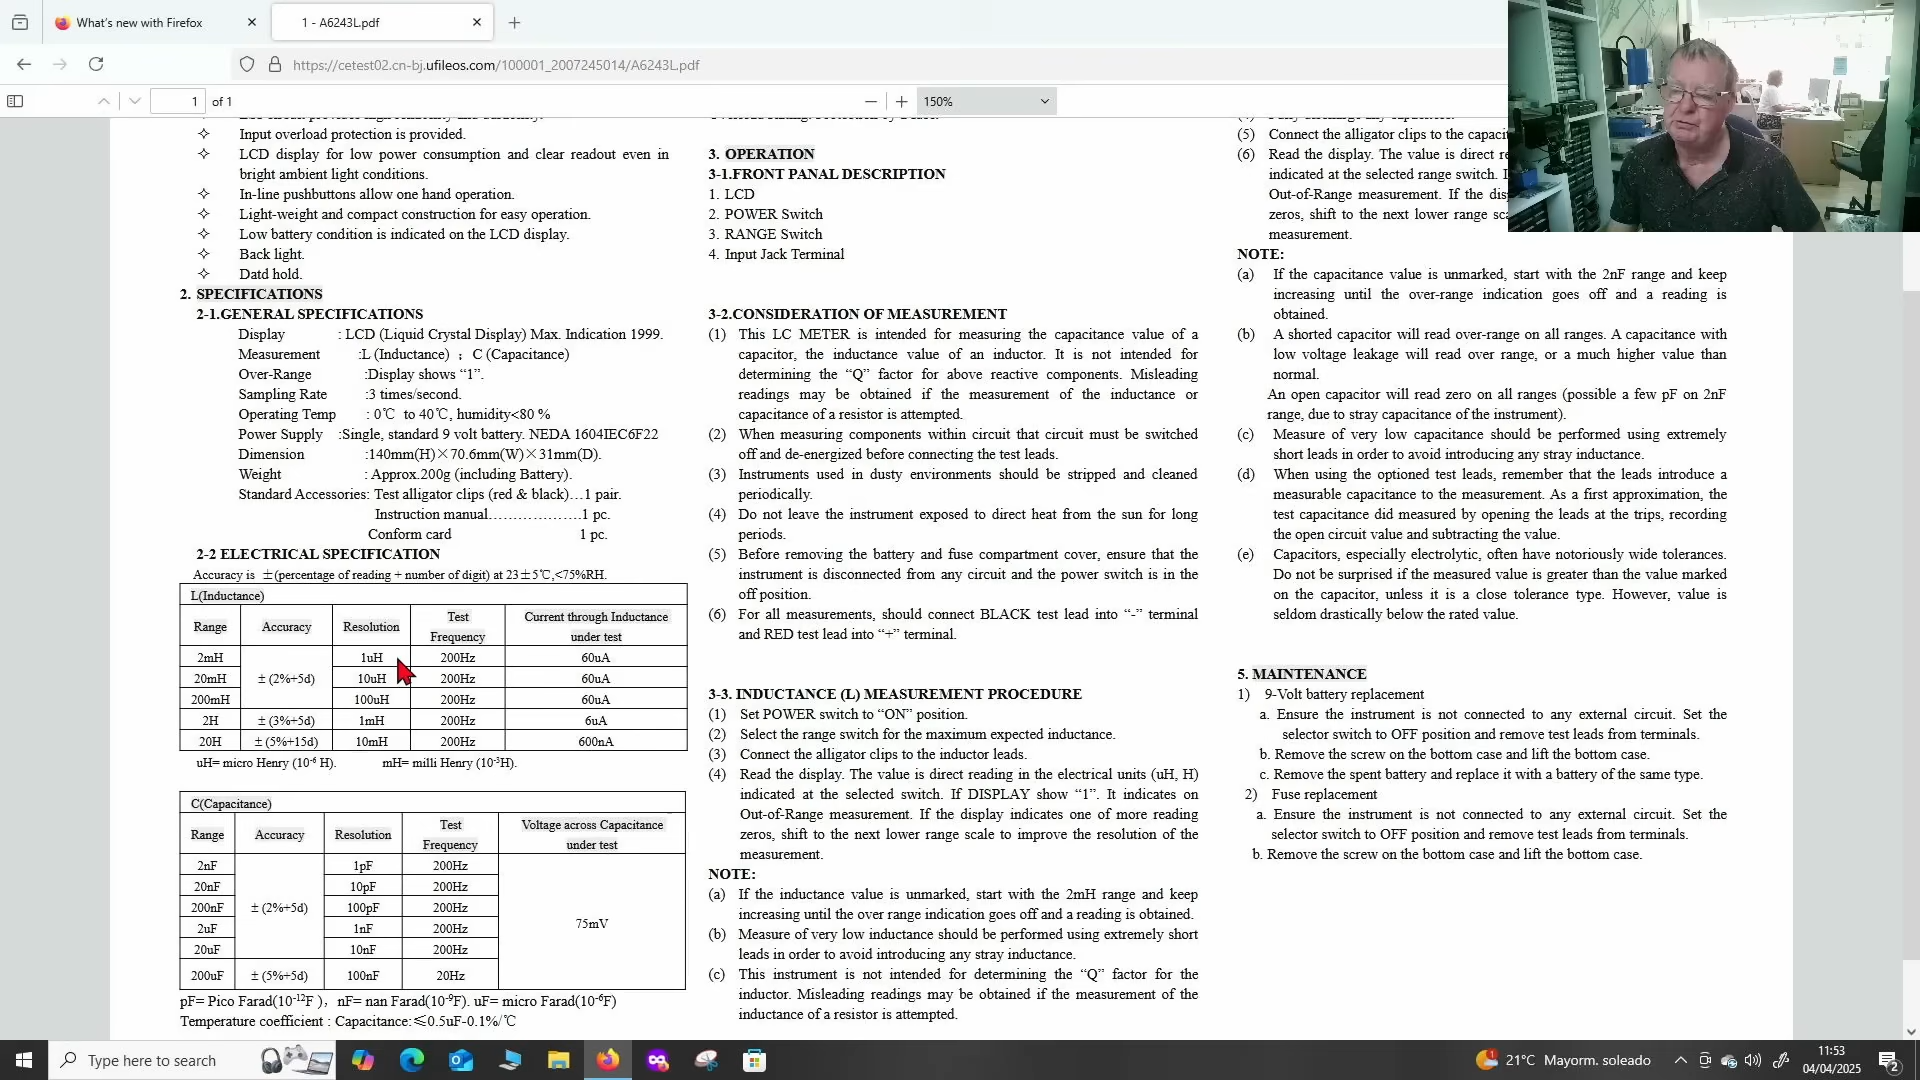 What's new with Firefox
1 - A6243L.pdf
https://cetest02.cn-bj.ufileos.com/100001_2007245014/A6243L.pdf
1 of 1
150%
Input overload protection is provided.
LCD display for low power consumption and clear readout even in
bright ambient light conditions.
In-line pushbuttons allow one hand operation.
Light-weight and compact construction for easy operation.
Low battery condition is indicated on the LCD display.
Back light.
Datd hold.
2. SPECIFICATIONS
2-1.GENERAL SPECIFICATIONS
Display : LCD (Liquid Crystal Display) Max. Indication 1999.
Measurement :L (Inductance) ; C (Capacitance)
Over-Range :Display shows “1”.
Sampling Rate :3 times/second.
Operating Temp : 0℃ to 40℃, humidity<80 %
Power Supply :Single, standard 9 volt battery. NEDA 1604IEC6F22
Dimension :140mm(H)×70.6mm(W)×31mm(D).
Weight : Approx.200g (including Battery).
Standard Accessories: Test alligator clips (red & black)…1 pair.
Instruction manual………………1 pc.
Conform card 1 pc.
2-2 ELECTRICAL SPECIFICATION
Accuracy is ±(percentage of reading + number of digit) at 23±5℃,<75%RH.
L(Inductance)
Range Accuracy Resolution Test Frequency Current through Inductance under test
2mH ± (2%+5d) 1uH 200Hz 60uA
20mH 10uH 200Hz 60uA
200mH 100uH 200Hz 60uA
2H ± (3%+5d) 1mH 200Hz 6uA
20H ± (5%+15d) 10mH 200Hz 600nA
uH= micro Henry (10-6 H). mH= milli Henry (10-3H).
C(Capacitance)
Range Accuracy Resolution Test Frequency Voltage across Capacitance under test
2nF ± (2%+5d) 1pF 200Hz 75mV
20nF 10pF 200Hz
200nF 100pF 200Hz
2uF 1nF 200Hz
20uF 10nF 200Hz
200uF ± (5%+5d) 100nF 20Hz
pF= Pico Farad(10-12F ), nF= nan Farad(10-9F). uF= micro Farad(10-6F)
Temperature coefficient : Capacitance:≤0.5uF-0.1%/℃
3. OPERATION
3-1.FRONT PANAL DESCRIPTION
1. LCD
2. POWER Switch
3. RANGE Switch
4. Input Jack Terminal
3-2.CONSIDERATION OF MEASUREMENT
(1) This LC METER is intended for measuring the capacitance value of a
capacitor, the inductance value of an inductor. It is not intended for
determining the “Q” factor for above reactive components. Misleading
readings may be obtained if the measurement of the inductance or
capacitance of a resistor is attempted.
(2) When measuring components within circuit that circuit must be switched
off and de-energized before connecting the test leads.
(3) Instruments used in dusty environments should be stripped and cleaned
periodically.
(4) Do not leave the instrument exposed to direct heat from the sun for long
periods.
(5) Before removing the battery and fuse compartment cover, ensure that the
instrument is disconnected from any circuit and the power switch is in the
off position.
(6) For all measurements, should connect BLACK test lead into “-” terminal
and RED test lead into “+” terminal.
3-3. INDUCTANCE (L) MEASUREMENT PROCEDURE
(1) Set POWER switch to “ON” position.
(2) Select the range switch for the maximum expected inductance.
(3) Connect the alligator clips to the inductor leads.
(4) Read the display. The value is direct reading in the electrical units (uH, H)
indicated at the selected switch. If DISPLAY show “1”. It indicates on
Out-of-Range measurement. If the display indicates one of more reading
zeros, shift to the next lower range scale to improve the resolution of the
measurement.
NOTE:
(a) If the inductance value is unmarked, start with the 2mH range and keep
increasing until the over range indication goes off and a reading is obtained.
(b) Measure of very low inductance should be performed using extremely short
leads in order to avoid introducing any stray inductance.
(c) This instrument is not intended for determining the “Q” factor for the
inductor. Misleading readings may be obtained if the measurement of the
inductance of a resistor is attempted.
(5) Connect the alligator clips to the
(6) Read the display. The value is direct
indicated at the selected range switch.
Out-of-Range measurement. If the
zeros, shift to the next lower range
measurement.
NOTE:
(a) If the capacitance value is unmarked, start with the 2nF range and keep
increasing until the over-range indication goes off and a reading is
obtained.
(b) A shorted capacitor will read over-range on all ranges. A capacitance with
low voltage leakage will read over range, or a much higher value than
normal.
An open capacitor will read zero on all ranges (possible a few pF on 2nF
range, due to stray capacitance of the instrument).
(c) Measure of very low capacitance should be performed using extremely
short leads in order to avoid introducing any stray inductance.
(d) When using the optioned test leads, remember that the leads introduce a
measurable capacitance to the measurement. As a first approximation, the
test capacitance did measured by opening the leads at the trips, recording
the open circuit value and subtracting the value.
(e) Capacitors, especially electrolytic, often have notoriously wide tolerances.
Do not be surprised if the measured value is greater than the value marked
on the capacitor, unless it is a close tolerance type. However, value is
seldom drastically below the rated value.
5. MAINTENANCE
1) 9-Volt battery replacement
a. Ensure the instrument is not connected to any external circuit. Set the
selector switch to OFF position and remove test leads from terminals.
b. Remove the screw on the bottom case and lift the bottom case.
c. Remove the spent battery and replace it with a battery of the same type.
2) Fuse replacement
a. Ensure the instrument is not connected to any external circuit. Set the
selector switch to OFF position and remove test leads from terminals.
b. Remove the screw on the bottom case and lift the bottom case.
Type here to search
21°C Mayorm. soleado
11:53
04/04/2025
2